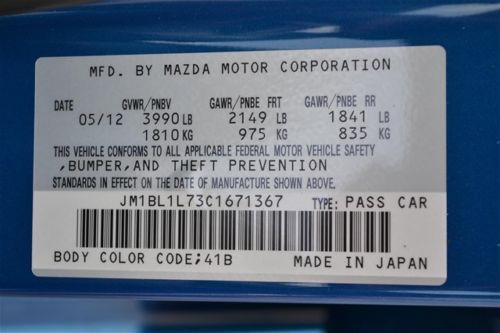 MFD. BY MAZDA MOTOR CORPORATION
DATE GVWR/PNBV GAWR/PNBE FRT GAWR/PNBE RR
05/12 3990 LB 2149 LB 1841 LB
1810 KG 975 KG 835 KG
THIS VEHICLE CONFORMS TO ALL APPLICABLE FEDERAL MOTOR VEHICLE SAFETY
,BUMPER,AND THEFT PREVENTION
STANDARDS IN EFFECT ON THE DATE OF MANUFACTURE SHOWN ABOVE.
JM1BL1L73C1671367 TYPE: PASS CAR
BODY COLOR CODE;41B MADE IN JAPAN